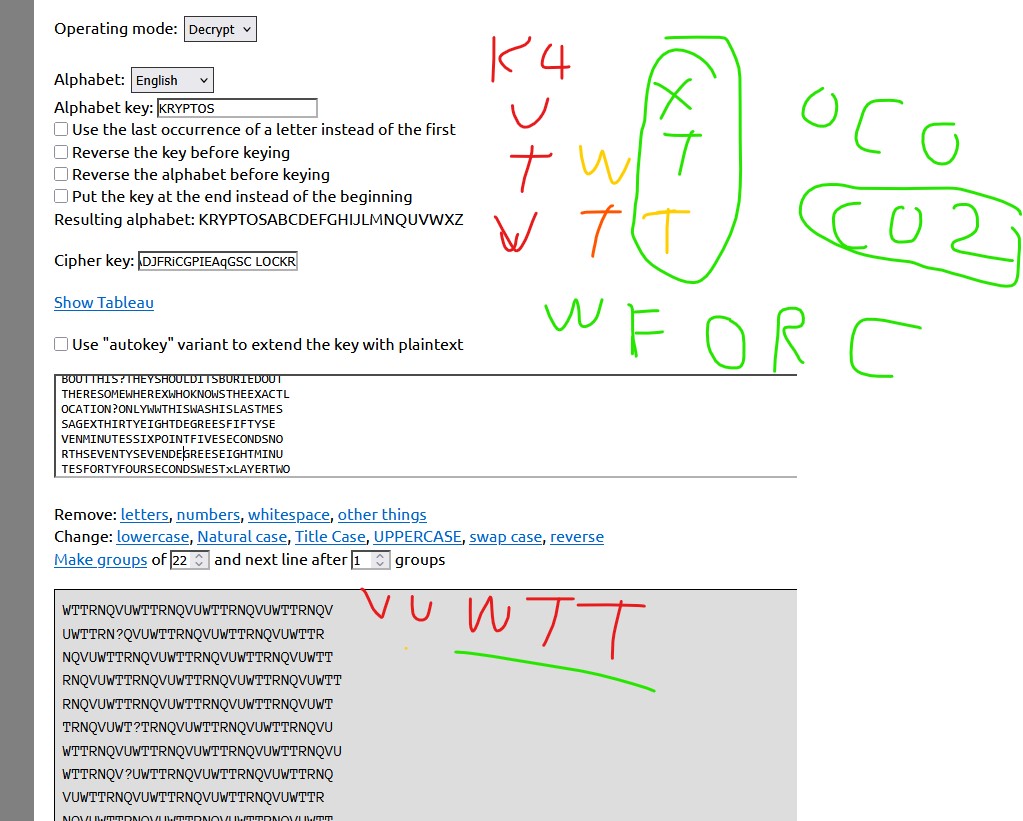 Operating mode: Decrypt
Alphabet: English
Alphabet key: KRYPTOS
Use the last occurrence of a letter instead of the first
Reverse the key before keying
Reverse the alphabet before keying
Put the key at the end instead of the beginning
Resulting alphabet: KRYPTOSABCDEFGHIJLMNQUVWXZ
Cipher key: ADJFRiCGPIEAqGSC LOCKR
Show Tableau
Use "autokey" variant to extend the key with plaintext
K4
U
T W
W T T
X
T
OCO
CO2
W FORC
BOUTTHIS?THEYSHOULDITSBURIEDOUT
THERESOMEWHEREXWHOKNOWSTHEEXACTL
OCATION?ONLYWWTHISWASHISLASTMES
SAGEXTHIRTYEIGHTDEGREESFIFTYSE
VENMINUTESSIXPOINTFIVESECONDSNO
RTHSEVENTYSEVENDEGREESEIGHTMINU
TESFORTYFOURSECONDSWESTxLAYERTWO
Remove: letters, numbers, whitespace, other things
Change: lowercase, Natural case, Title Case, UPPERCASE, swap case, reverse
Make groups of 22 and next line after 1 groups
V U W T T
WTTRNQVUWTTRNQVUWTTRNQVUWTTRNQV
UWTTRN?QVUWTTRNQVUWTTRNQVUWTTR
NQVUWTTRNQVUWTTRNQVUWTTRNQVUWTT
RNQVUWTTRNQVUWTTRNQVUWTTRNQVUWTT
RNQVUWTTRNQVUWTTRNQVUWTTRNQVUWT
TRNQVUWT?TRNQVUWTTRNQVUWTTRNQVU
WTTRNQVUWTTRNQVUWTTRNQVUWTTRNQVU
WTTRNQV?UWTTRNQVUWTTRNQVUWTTRNQ
VUWTTRNQVUWTTRNQVUWTTRNQVUWTTR
NQVUWTTRNQVUWTTRNQVUWTTRNQVUWTT